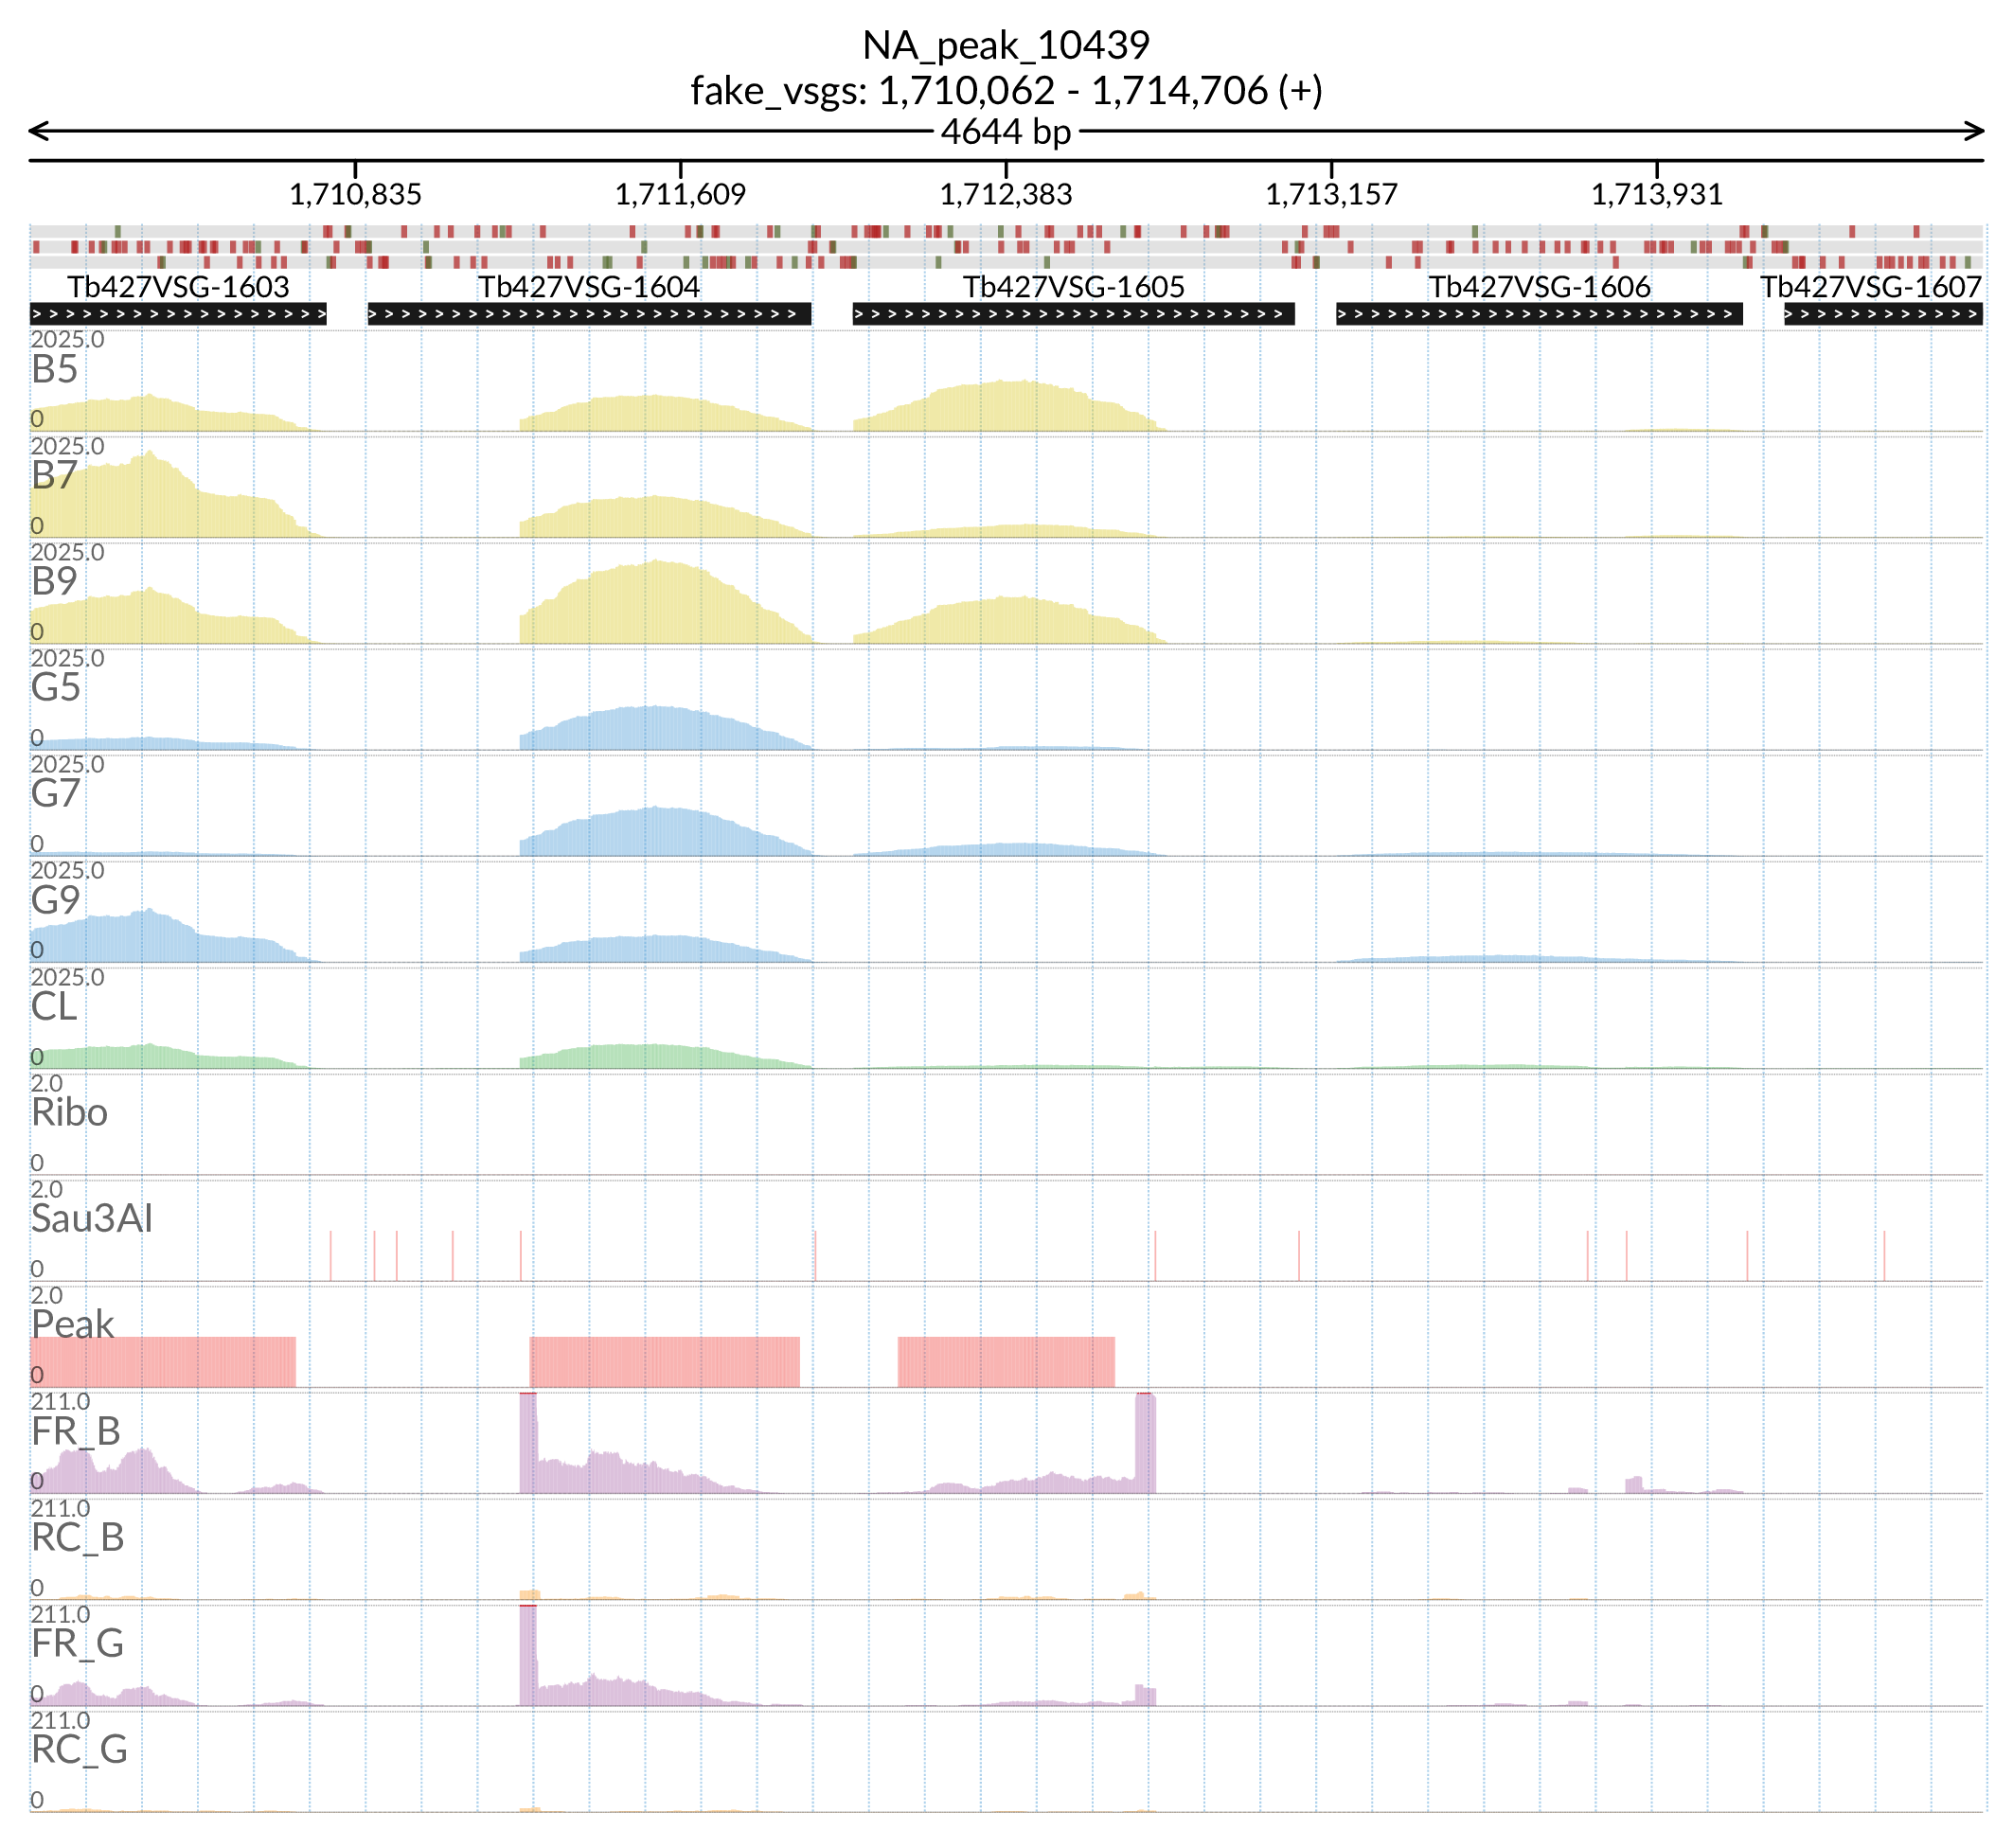 NA_peak_10439
fake_vsgs: 1,710,062 - 1,714,706 (+)
4644 bp
1,710,835 1,711,609 1,712,383 1,713,157 1,713,931
Tb427VSG-1603 Tb427VSG-1604 Tb427VSG-1605 Tb427VSG-1606 Tb427VSG-1607
2025.0
B5
0
2025.0
B7
0
2025.0
B9
0
2025.0
G5
0
2025.0
G7
0
2025.0
G9
0
2025.0
CL
0
2.0
Ribo
0
2.0
Sau3AI
0
2.0
Peak
0
211.0
FR_B
0
211.0
RC_B
0
211.0
FR_G
0
211.0
RC_G
0